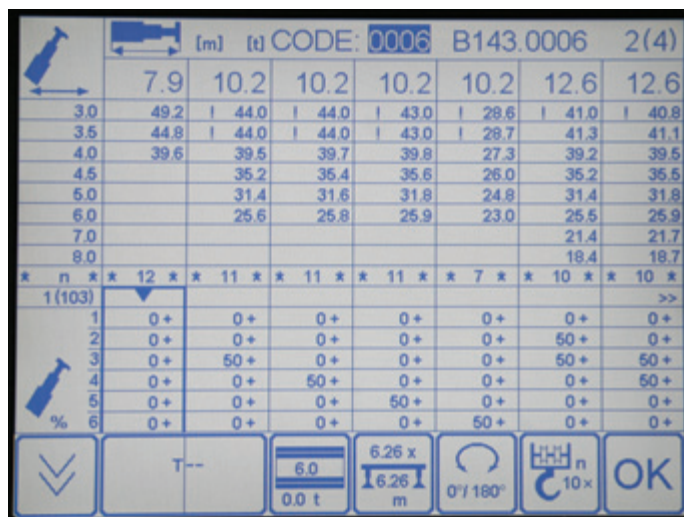 [m] [t] CODE: 0006 B143.0006 2(4)
7.9 10.2 10.2 10.2 10.2 12.6 12.6
3.0 49.2 ! 44.0 ! 44.0 ! 43.0 ! 28.6 ! 41.0 ! 40.8
3.5 44.8 ! 44.0 ! 44.0 ! 43.0 ! 28.7 41.3 41.1
4.0 39.6 39.5 39.7 39.8 27.3 39.2 39.5
4.5 35.2 35.4 35.6 26.0 35.2 35.5
5.0 31.4 31.6 31.8 24.8 31.4 31.8
6.0 25.6 25.8 25.9 23.0 25.5 25.9
7.0 21.4 21.7
8.0 18.4 18.7
* n * * 12 * * 11 * * 11 * * 11 * * 7 * * 10 * * 10 *
1 (103) >>
1 0+ 0+ 0+ 0+ 0+ 0+ 0+
2 0+ 0+ 0+ 0+ 0+ 50+ 0+
3 0+ 50+ 0+ 0+ 0+ 50+ 50+
4 0+ 0+ 50+ 0+ 0+ 0+ 50+
5 0+ 0+ 0+ 50+ 0+ 0+ 0+
% 6 0+ 0+ 0+ 0+ 50+ 0+ 0+
T--
6.0
0.0 t
6.26 x
6.26
m
0°/ 180°
n
10×
OK